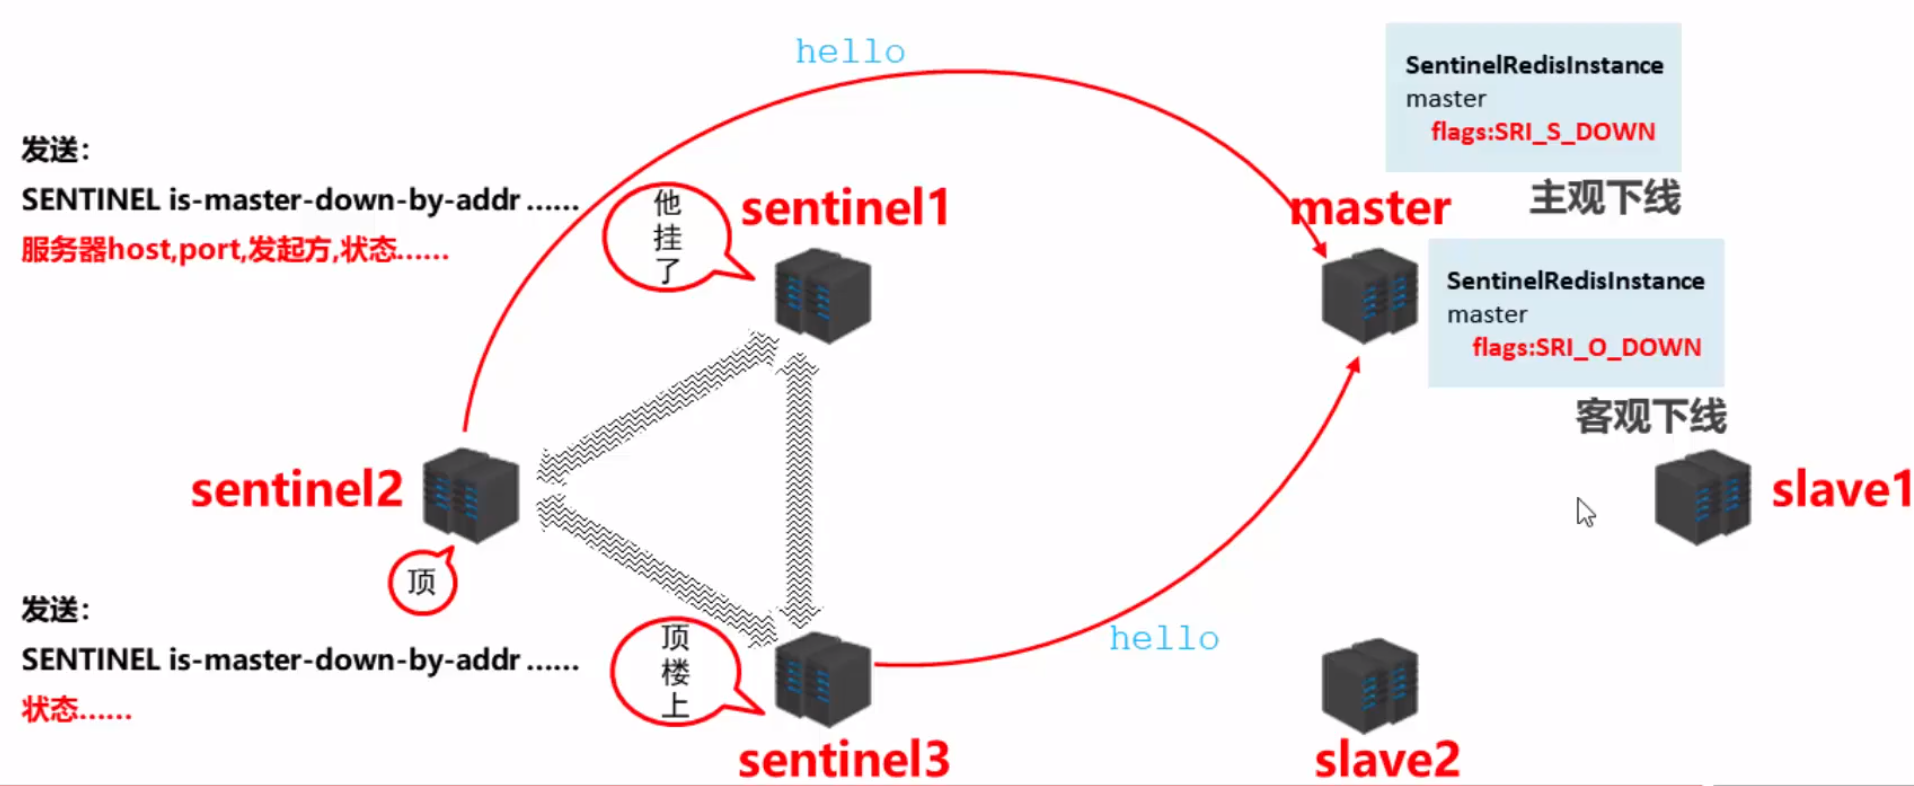 hello
SentinelRedisInstance
master
flags:SRI_S_DOWN
主观下线
发送：
SENTINEL is-master-down-by-addr ……
服务器host,port,发起方,状态……
他
挂
了
sentinel1
master
SentinelRedisInstance
master
flags:SRI_O_DOWN
客观下线
sentinel2
slave1
顶
发送：
SENTINEL is-master-down-by-addr ……
状态……
顶
楼
上
hello
sentinel3
slave2